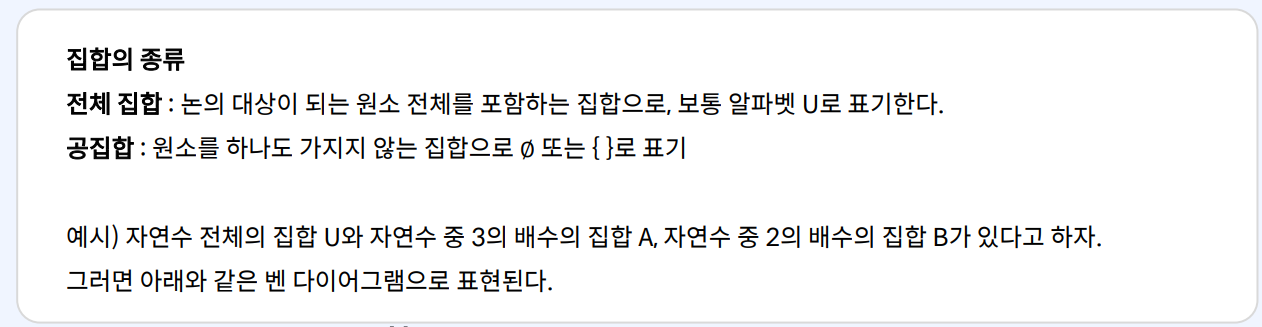 집합의 종류
전체 집합 : 논의 대상이 되는 원소 전체를 포함하는 집합으로, 보통 알파벳 U로 표기한다.
공집합 : 원소를 하나도 가지지 않는 집합으로 ∅ 또는 { }로 표기
예시) 자연수 전체의 집합 U와 자연수 중 3의 배수의 집합 A, 자연수 중 2의 배수의 집합 B가 있다고 하자.
그러면 아래와 같은 벤 다이어그램으로 표현된다.